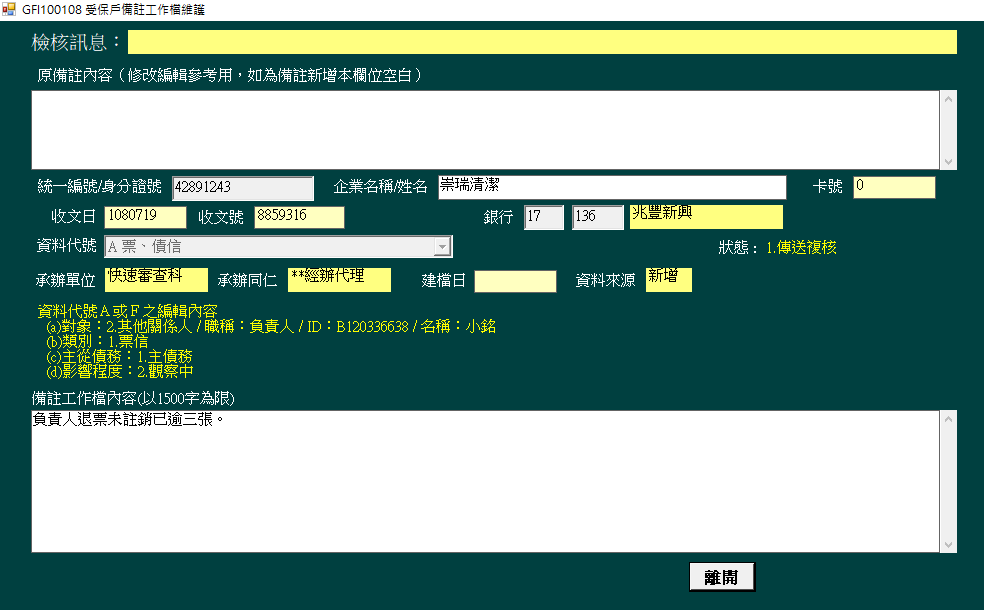 GFI100108 受保戶備註工作檔維護
檢核訊息：
原備註內容（修改編輯參考用，如為備註新增本欄位空白）
統一編號/身分證號 42891243 企業名稱/姓名 崇瑞清潔 卡號 0
收文日 1080719 收文號 8859316 銀行 17 136 兆豐新興
資料代號 A 票、債信 狀態： 1.傳送複核
承辦單位 快速審查科 承辦同仁 **經辦代理 建檔日 資料來源 新增
資料代號Ａ或Ｆ之編輯內容
(a)對象：2.其他關係人 / 職稱：負責人 / ID：B120336638 / 名稱：小銘
(b)類別：1.票信
(c)主從債務：1.主債務
(d)影響程度：2.觀察中
備註工作檔內容(以1500字為限)
負責人退票未註銷已逾三張。
離開